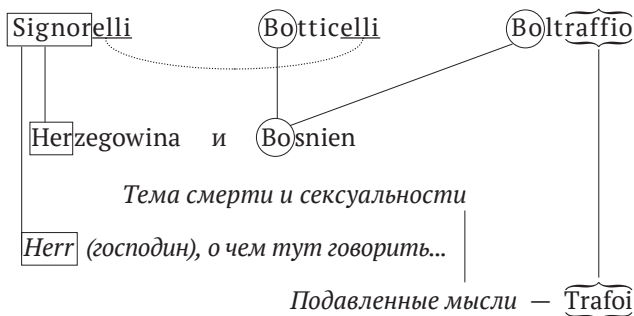 Signorelli Botticelli Boltraffio
Herzegowina и Bosnien
Тема смерти и сексуальности
Herr (господин), о чем тут говорить...
Подавленные мысли — Trafoi